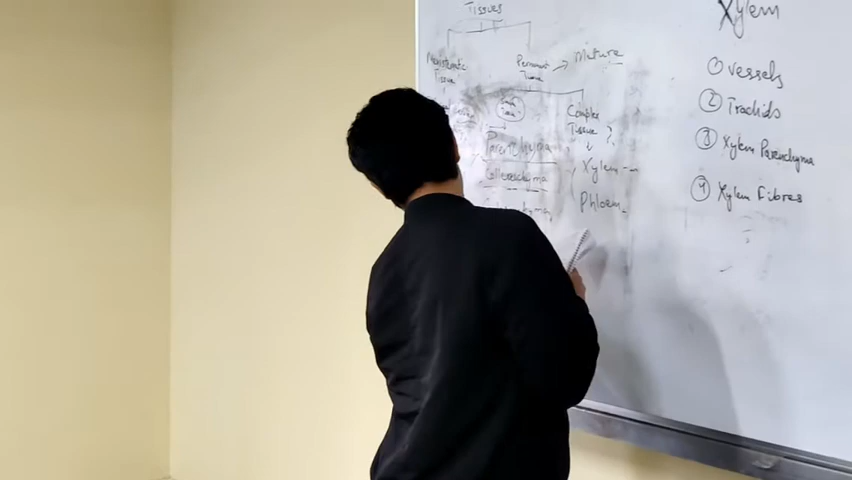 Tissues
Xylem
Meristematic
Tissue
Permanent
Tissue
Mature
① Vessels
② Trachids
③ Xylem Parenchyma
④ Xylem Fibres
Simple
Tissue
Complex
Tissue
Parenchyma
Collenchyma
Xylem
Phloem